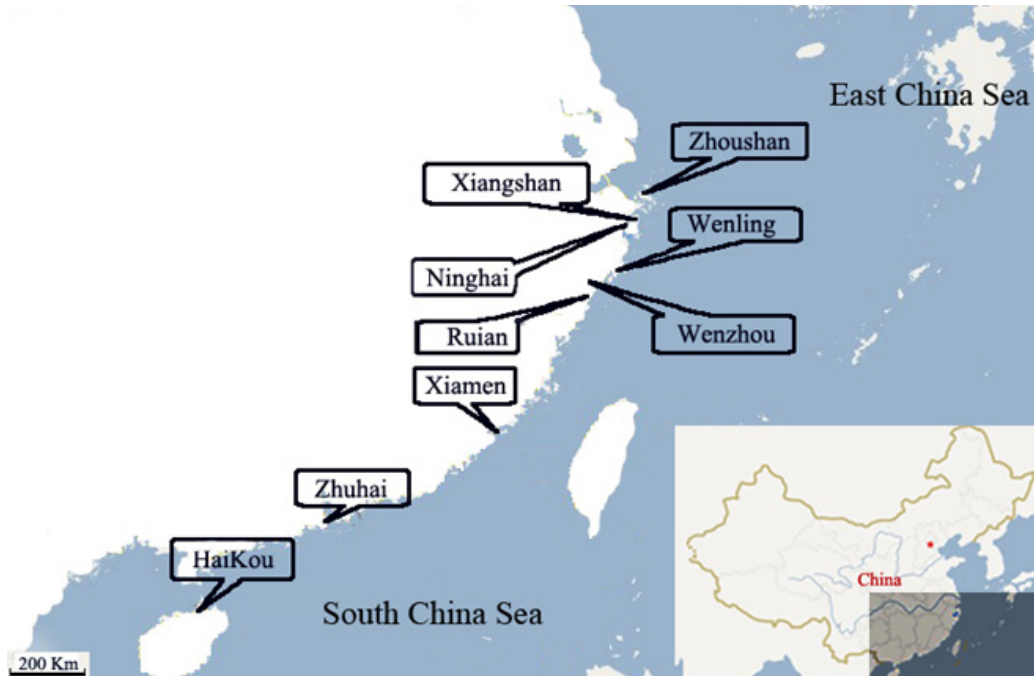 East China Sea
Zhoushan
Xiangshan
Wenling
Ninghai
Ruian
Wenzhou
Xiamen
Zhuhai
HaiKou
China
South China Sea
200 Km